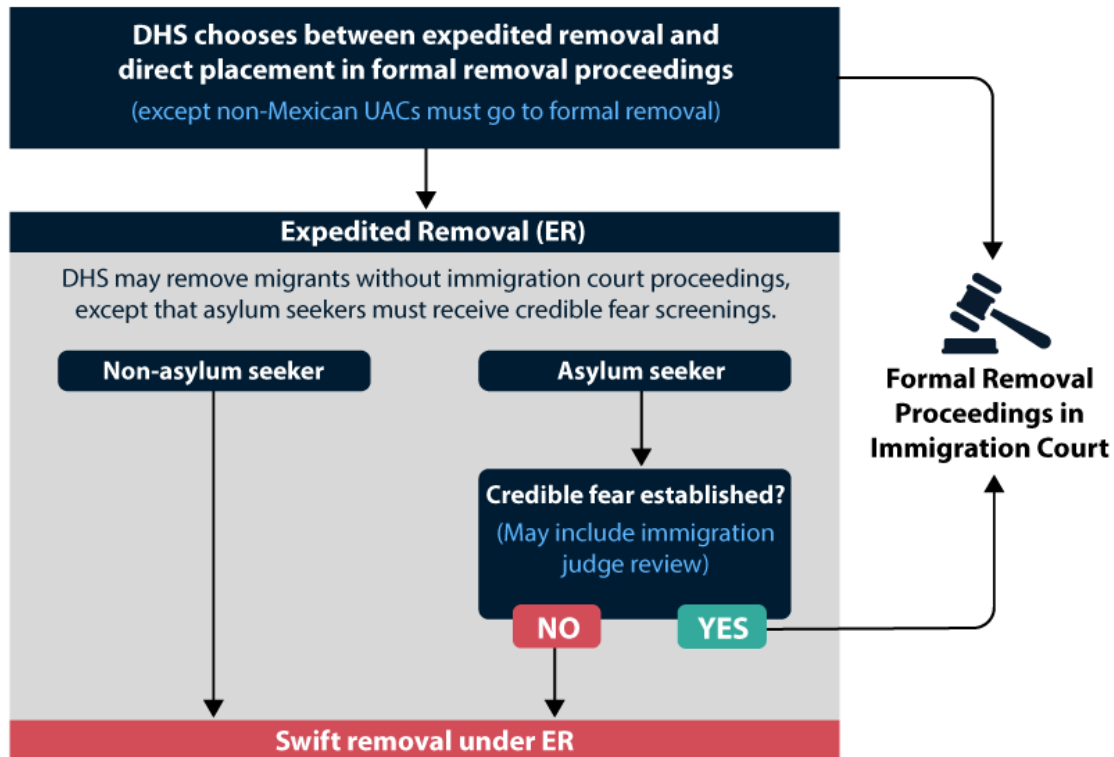 DHS chooses between expedited removal and
direct placement in formal removal proceedings
(except non-Mexican UACs must go to formal removal)
Expedited Removal (ER)
DHS may remove migrants without immigration court proceedings,
except that asylum seekers must receive credible fear screenings.
Non-asylum seeker
Asylum seeker
Credible fear established?
(May include immigration
judge review)
NO
YES
Swift removal under ER
Formal Removal
Proceedings in
Immigration Court